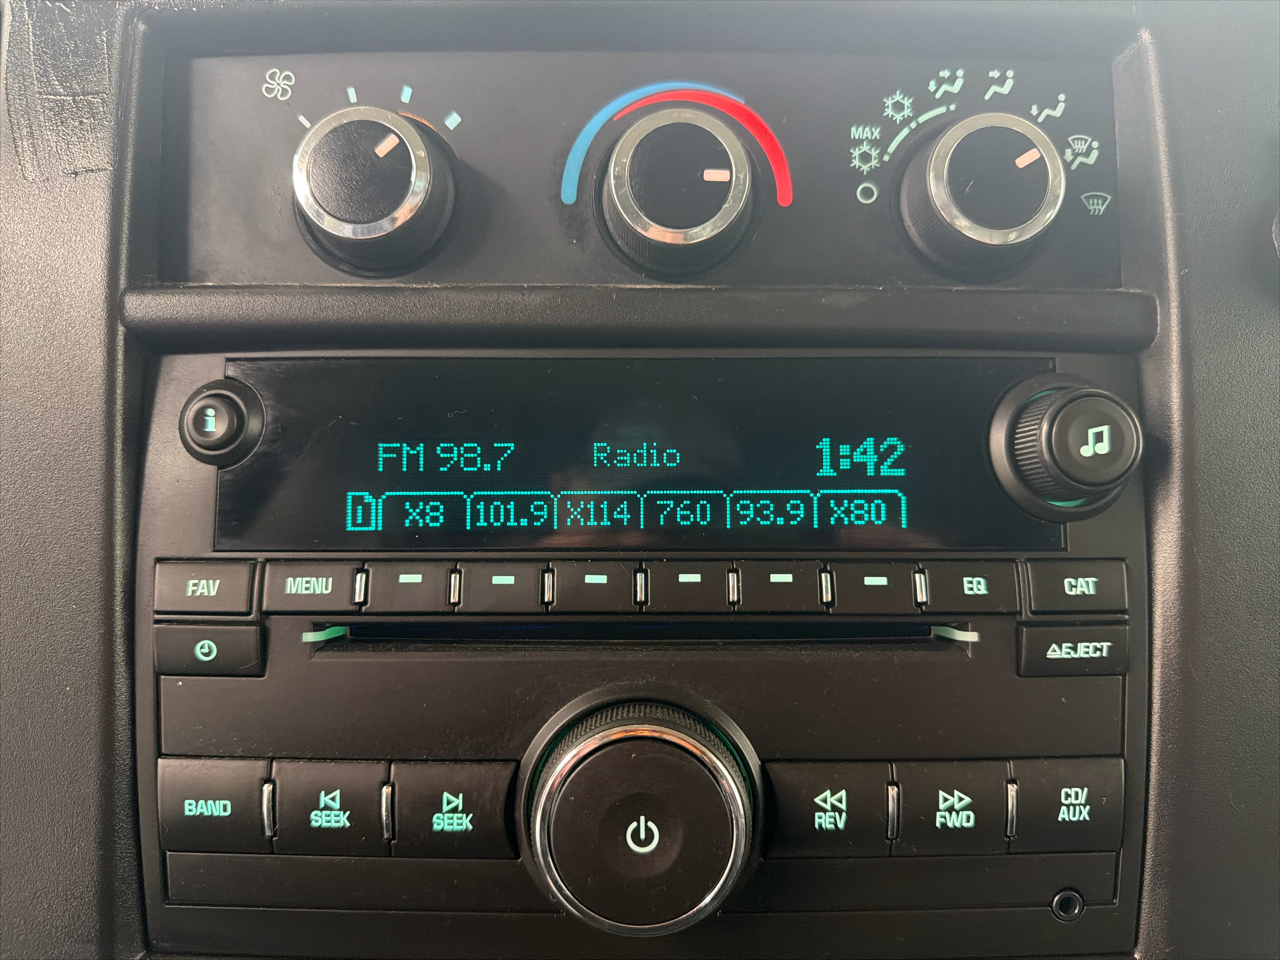 MAX
i
FM 98.7 Radio 1:42
X8 101.9 X114 760 93.9 X80
FAV MENU EQ CAT
EJECT
BAND SEEK SEEK REV FWD CD/
AUX